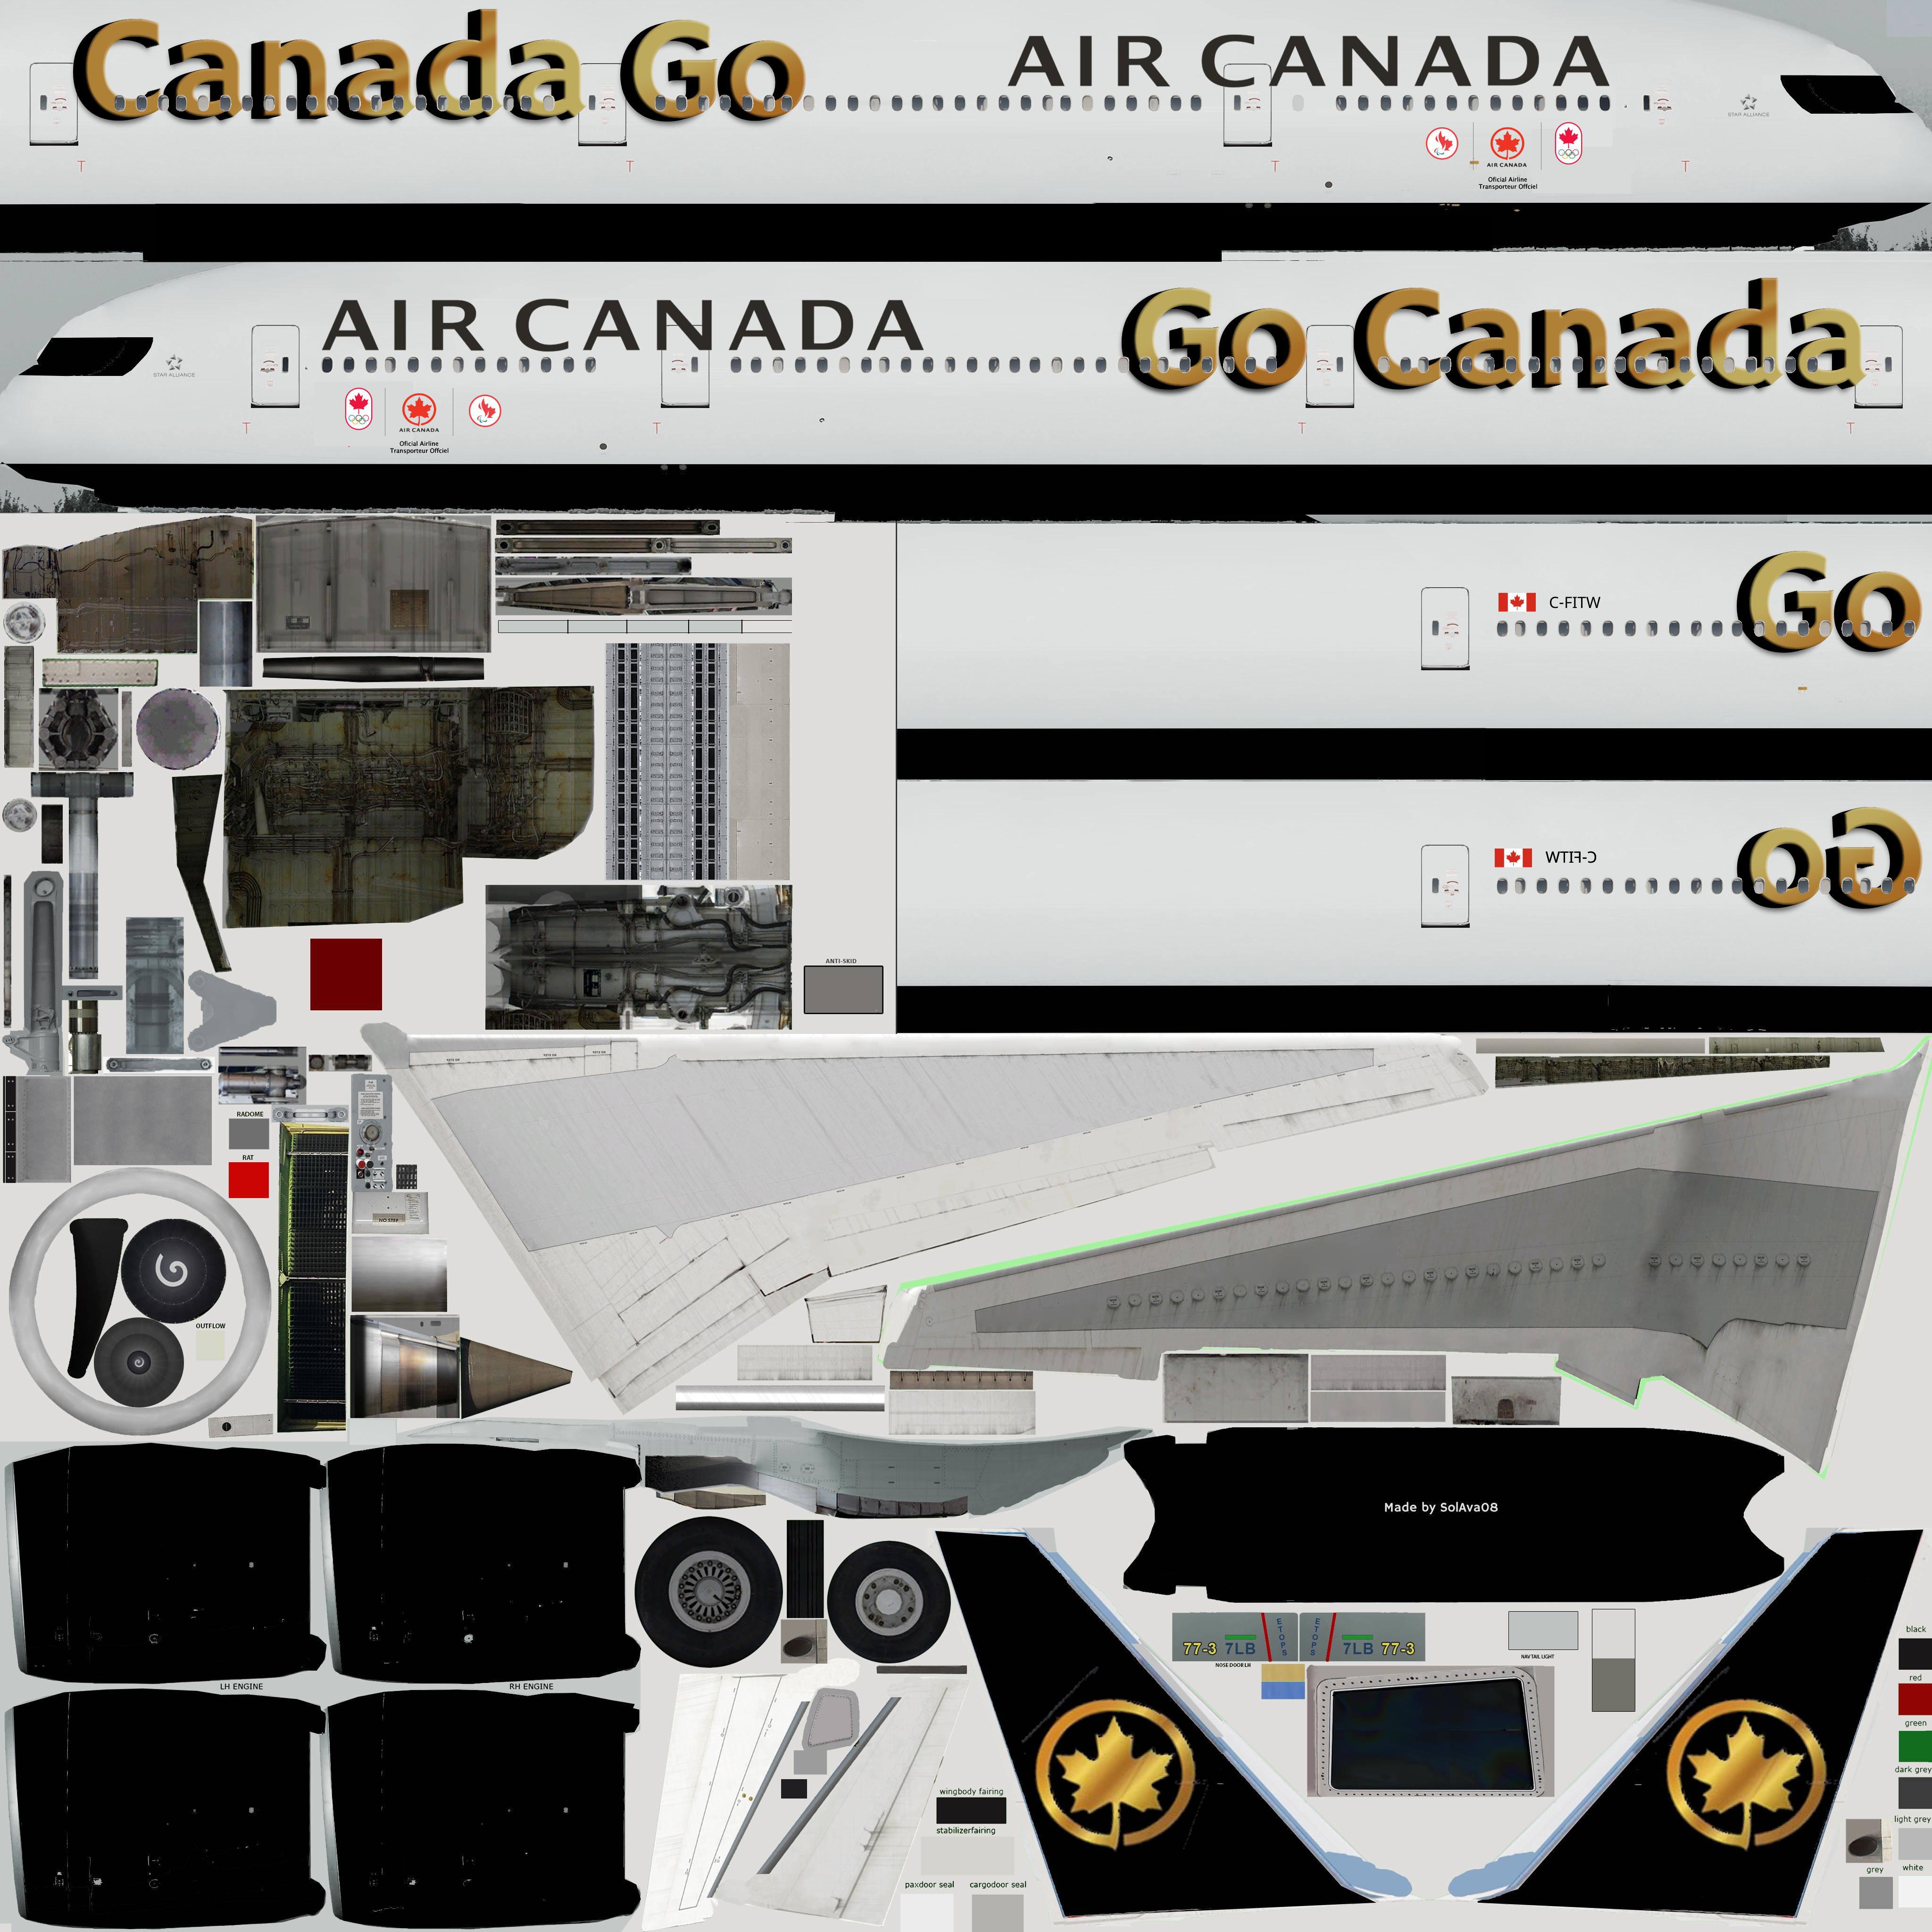 Canada Go
AIR CANADA
STAR ALLIANCE
T
T
T
T
AIR CANADA
Oficial Airline
Transporteur Offciel
AIR CANADA
Go Canada
STAR ALLIANCE
AIR CANADA
Oficial Airline
Transporteur Offciel
T
T
T
T
C-FITW
Go
C-FITW
Go
ANTI-SKID
RADOME
RAT
NO STEP
OUTFLOW
Made by SolAva08
77-3 7LB
ETOPS
ETOPS
7LB 77-3
NOSE DOOR LH
NAV TAIL LIGHT
LH ENGINE
RH ENGINE
black
red
green
dark grey
light grey
grey
white
wingbody fairing
stabilizerfairing
paxdoor seal
cargodoor seal